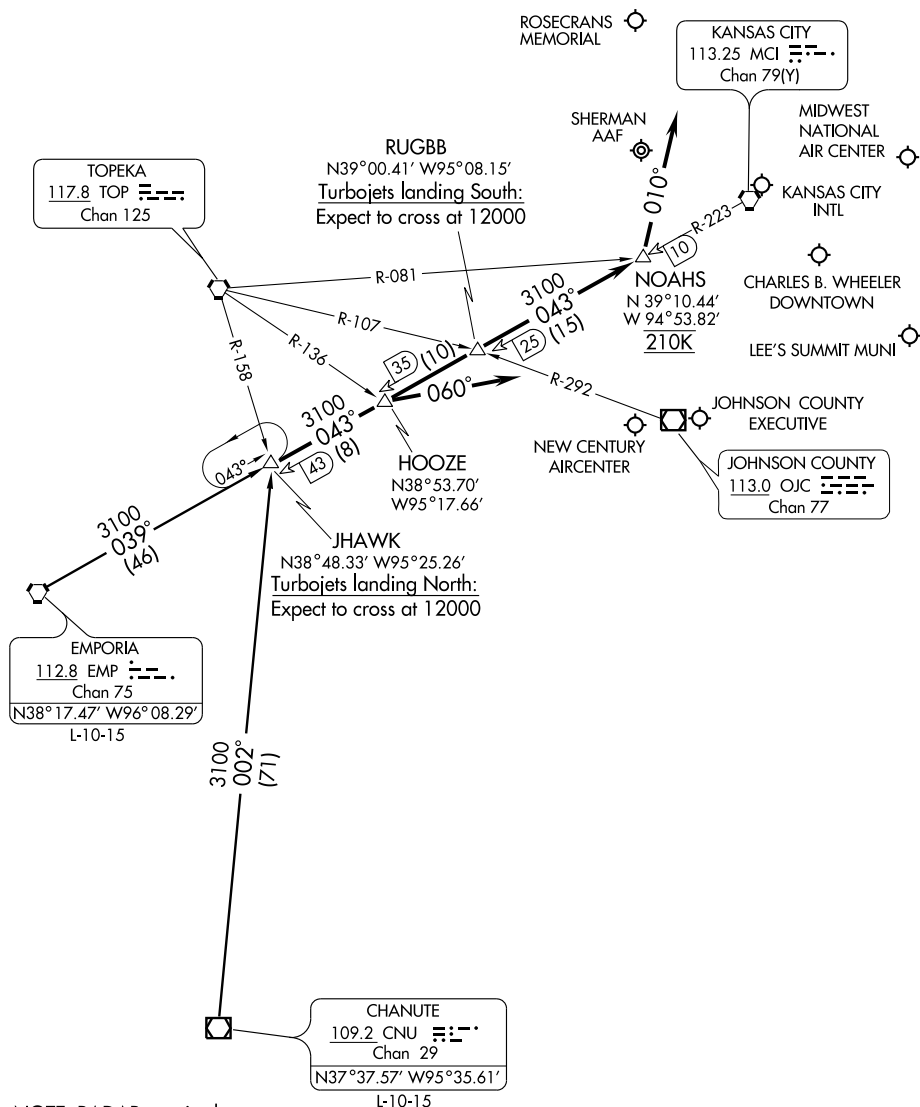 ROSECRANS
MEMORIAL
KANSAS CITY
113.25 MCI
Chan 79(Y)
SHERMAN
AAF
MIDWEST
NATIONAL
AIR CENTER
RUGBB
N39°00.41' W95°08.15'
Turbojets landing South:
Expect to cross at 12000
TOPEKA
117.8 TOP
Chan 125
010°
KANSAS CITY
INTL
R-223
10
R-081
NOAHS
N 39°10.44'
W 94°53.82'
210K
CHARLES B. WHEELER
DOWNTOWN
3100
043°
(15)
R-107
R-136
R-158
25
LEE'S SUMMIT MUNI
35
(10)
060°
R-292
3100
043°
(8)
JOHNSON COUNTY
EXECUTIVE
NEW CENTURY
AIRCENTER
HOOZE
N38°53.70'
W95°17.66'
043°
43
JOHNSON COUNTY
113.0 OJC
Chan 77
3100
039°
(46)
JHAWK
N38°48.33' W95°25.26'
Turbojets landing North:
Expect to cross at 12000
EMPORIA
112.8 EMP
Chan 75
N38°17.47' W96°08.29'
L-10-15
3100
002°
(71)
CHANUTE
109.2 CNU
Chan 29
N37°37.57' W95°35.61'
L-10-15